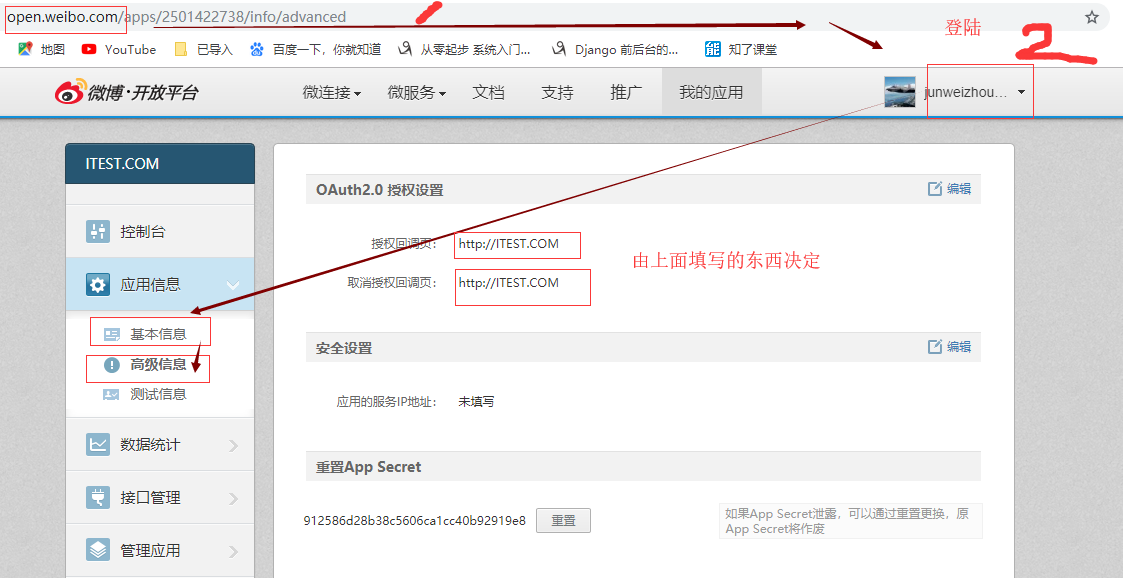 open.weibo.com/apps/2501422738/info/advanced
地图 YouTube 已导入 百度一下，你就知道 从零起步 系统入门... Django 前后台的... 知了课堂
登陆
2
微博·开放平台 微连接 微服务 文档 支持 推广 我的应用 junweizhou...
ITEST.COM
控制台
应用信息
基本信息
高级信息
测试信息
数据统计
接口管理
管理应用
OAuth2.0 授权设置 编辑
授权回调页： http://ITEST.COM
取消授权回调页： http://ITEST.COM
由上面填写的东西决定
安全设置 编辑
应用的服务IP地址： 未填写
重置App Secret
912586d28b38c5606ca1cc40b92919e8 重置
如果App Secret泄露，可以通过重置更换，原
App Secret将作废